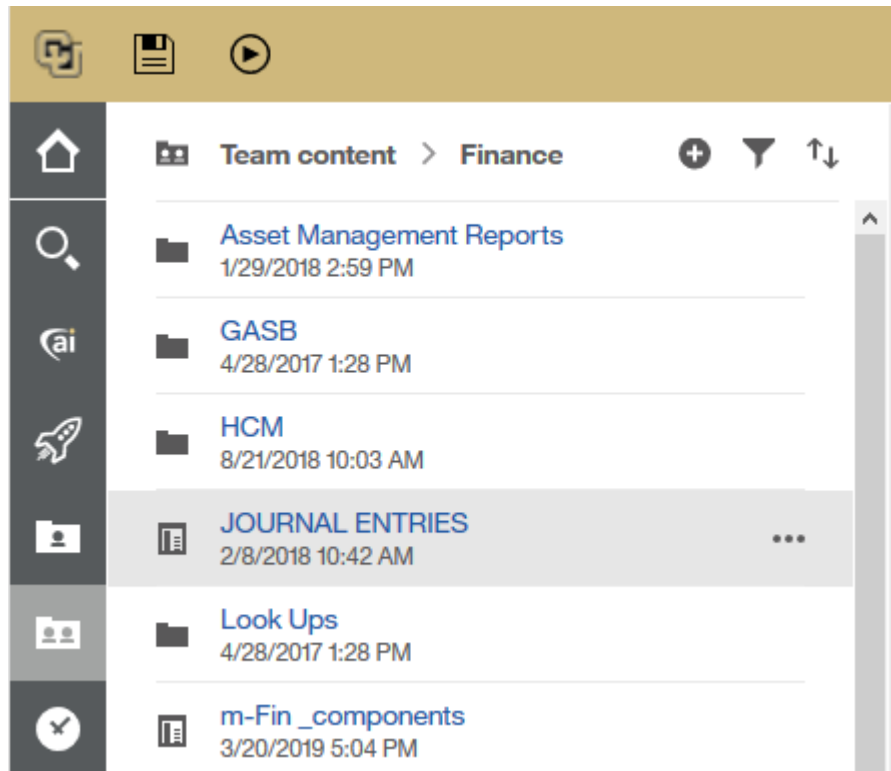 Team content > Finance
Asset Management Reports
1/29/2018 2:59 PM
GASB
4/28/2017 1:28 PM
ai
HCM
8/21/2018 10:03 AM
JOURNAL ENTRIES
2/8/2018 10:42 AM
Look Ups
4/28/2017 1:28 PM
m-Fin _components
3/20/2019 5:04 PM